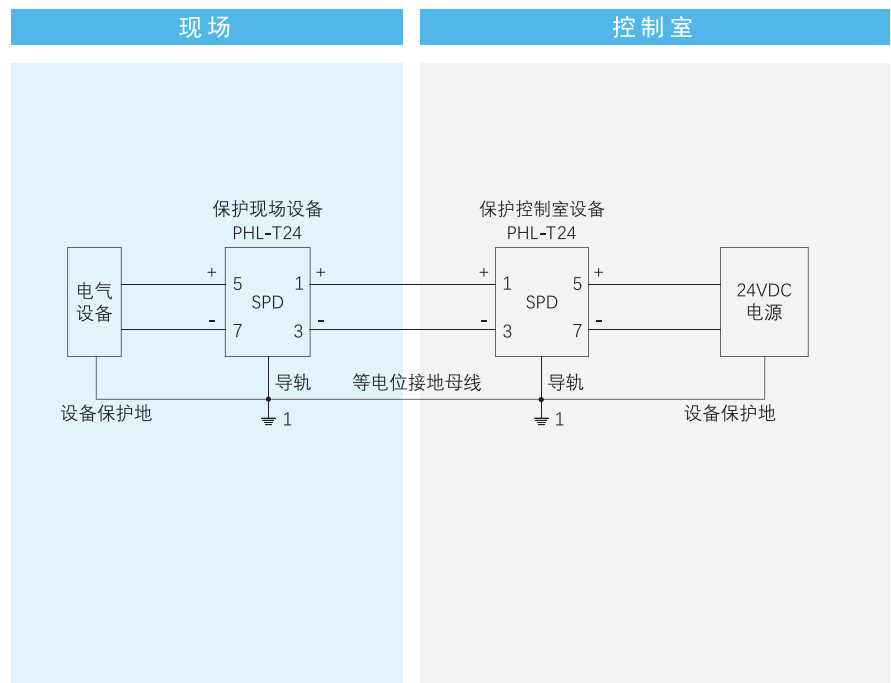 现场
控制室
保护现场设备
PHL-T24
保护控制室设备
PHL-T24
电气
设备
+
-
5
7
SPD
1
3
+
-
+
-
1
3
SPD
5
7
+
-
24VDC
电源
导轨
等电位接地母线
导轨
设备保护地
1
1
设备保护地